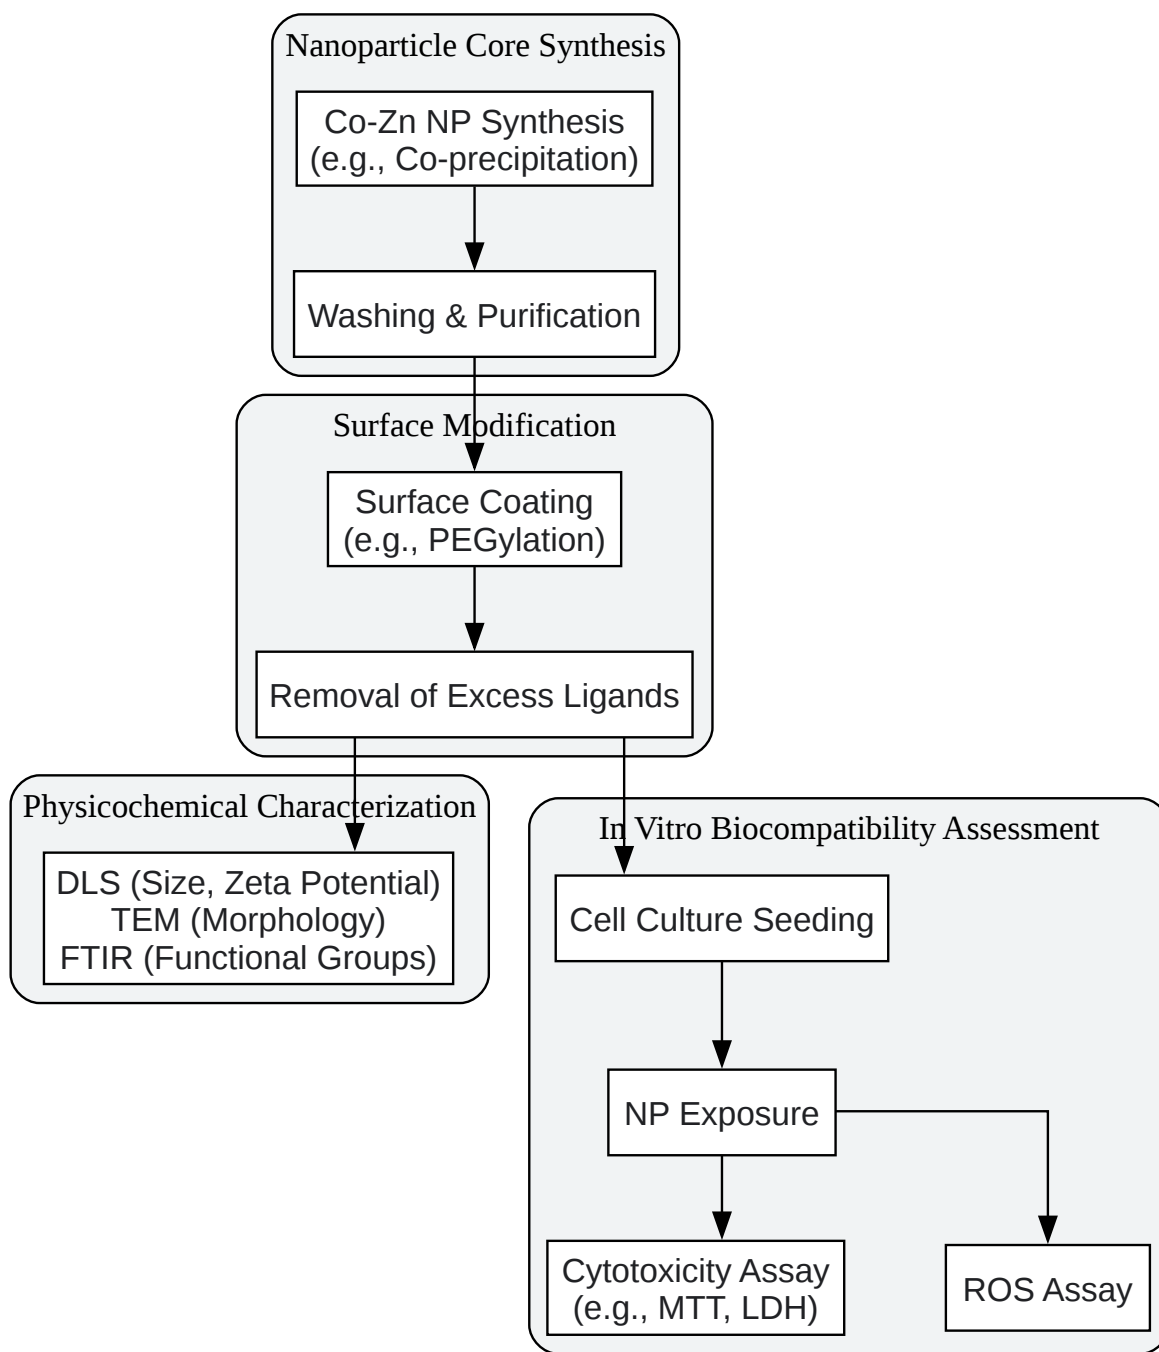 Nanoparticle Core Synthesis
Co-Zn NP Synthesis
(e.g., Co-precipitation)
Washing & Purification
Surface Modification
Surface Coating
(e.g., PEGylation)
Removal of Excess Ligands
Physicochemical Characterization
DLS (Size, Zeta Potential)
TEM (Morphology)
FTIR (Functional Groups)
In Vitro Biocompatibility Assessment
Cell Culture Seeding
NP Exposure
Cytotoxicity Assay
(e.g., MTT, LDH)
ROS Assay